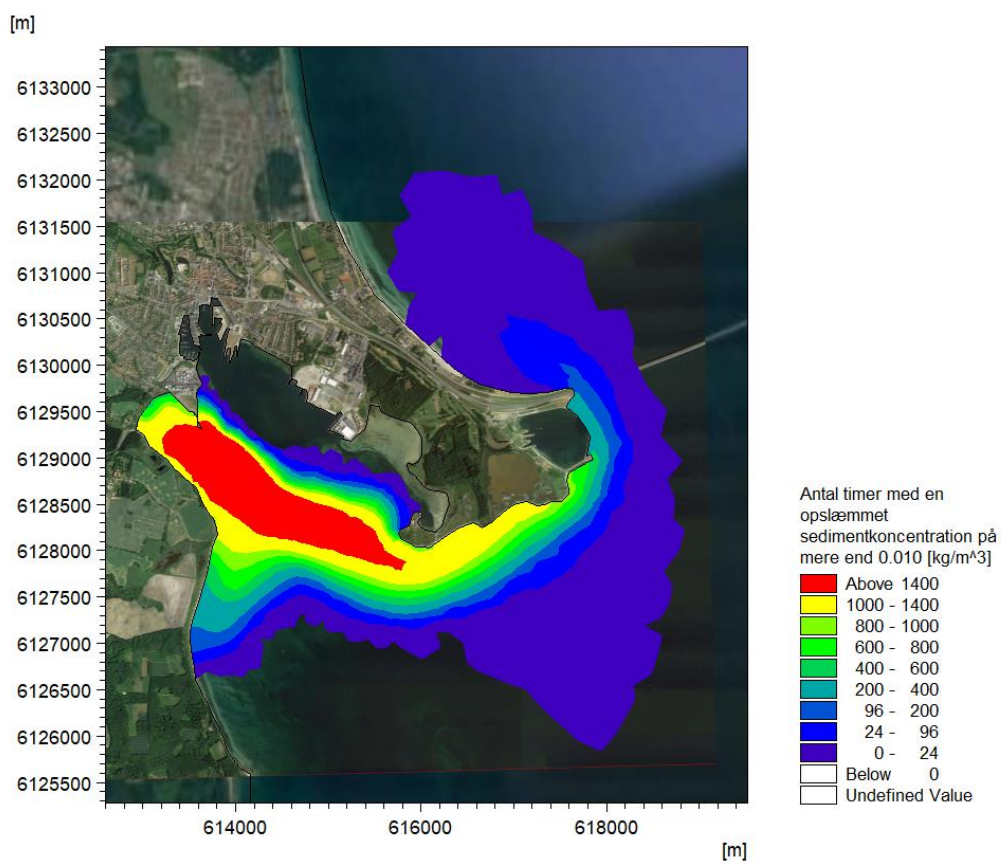 [m]
6133000
6132500
6132000
6131500
6131000
6130500
6130000
6129500
6129000
6128500
6128000
6127500
6127000
6126500
6126000
6125500
614000 616000 618000
[m]
Antal timer med en
opslæmmet
sedimentkoncentration på
mere end 0.010 [kg/m^3]
Above 1400
1000 - 1400
800 - 1000
600 - 800
400 - 600
200 - 400
96 - 200
24 - 96
0 - 24
Below 0
Undefined Value